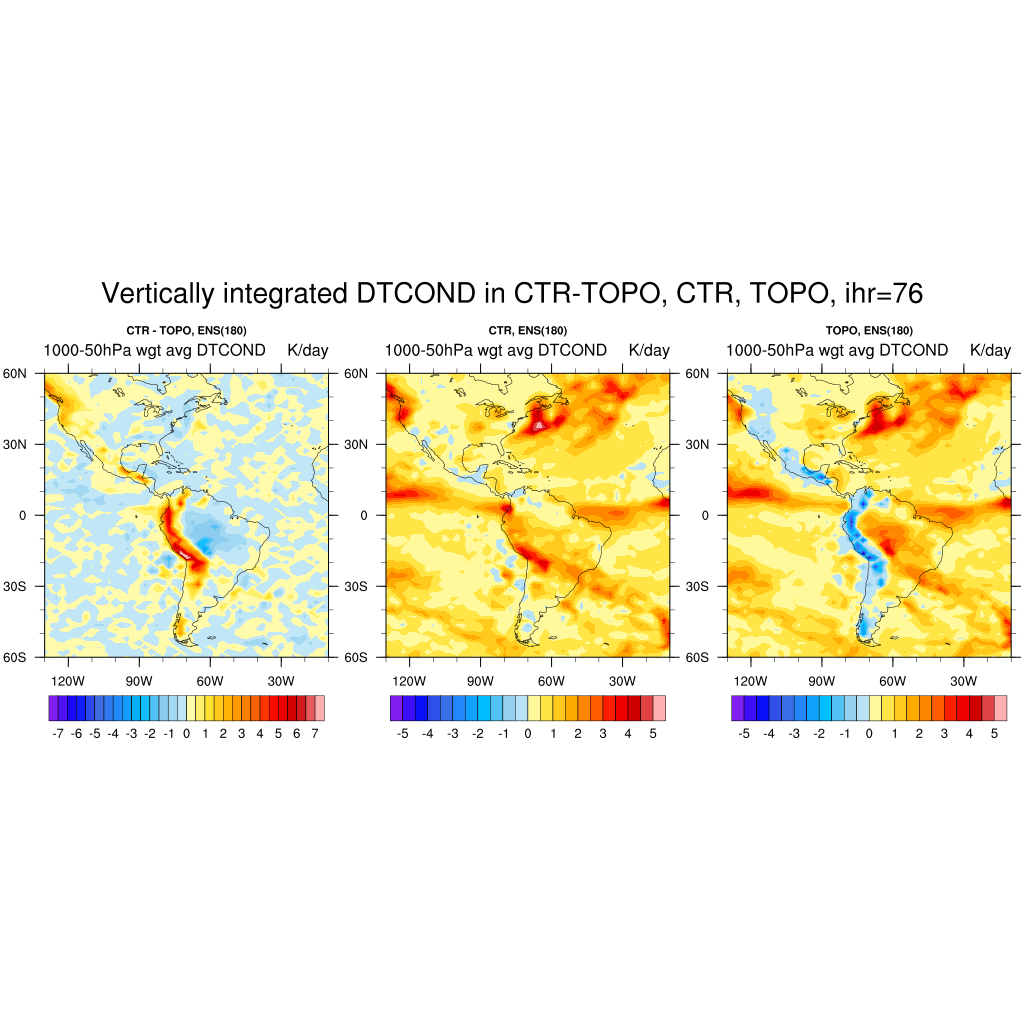 Vertically integrated DTCOND in CTR-TOPO, CTR, TOPO, ihr=76
CTR - TOPO, ENS(180)
1000-50hPa wgt avg DTCOND K/day
60N
30N
0
30S
60S
120W 90W 60W 30W
-7 -6 -5 -4 -3 -2 -1 0 1 2 3 4 5 6 7
CTR, ENS(180)
1000-50hPa wgt avg DTCOND K/day
60N
30N
0
30S
60S
120W 90W 60W 30W
-5 -4 -3 -2 -1 0 1 2 3 4 5
TOPO, ENS(180)
1000-50hPa wgt avg DTCOND K/day
60N
30N
0
30S
60S
120W 90W 60W 30W
-5 -4 -3 -2 -1 0 1 2 3 4 5